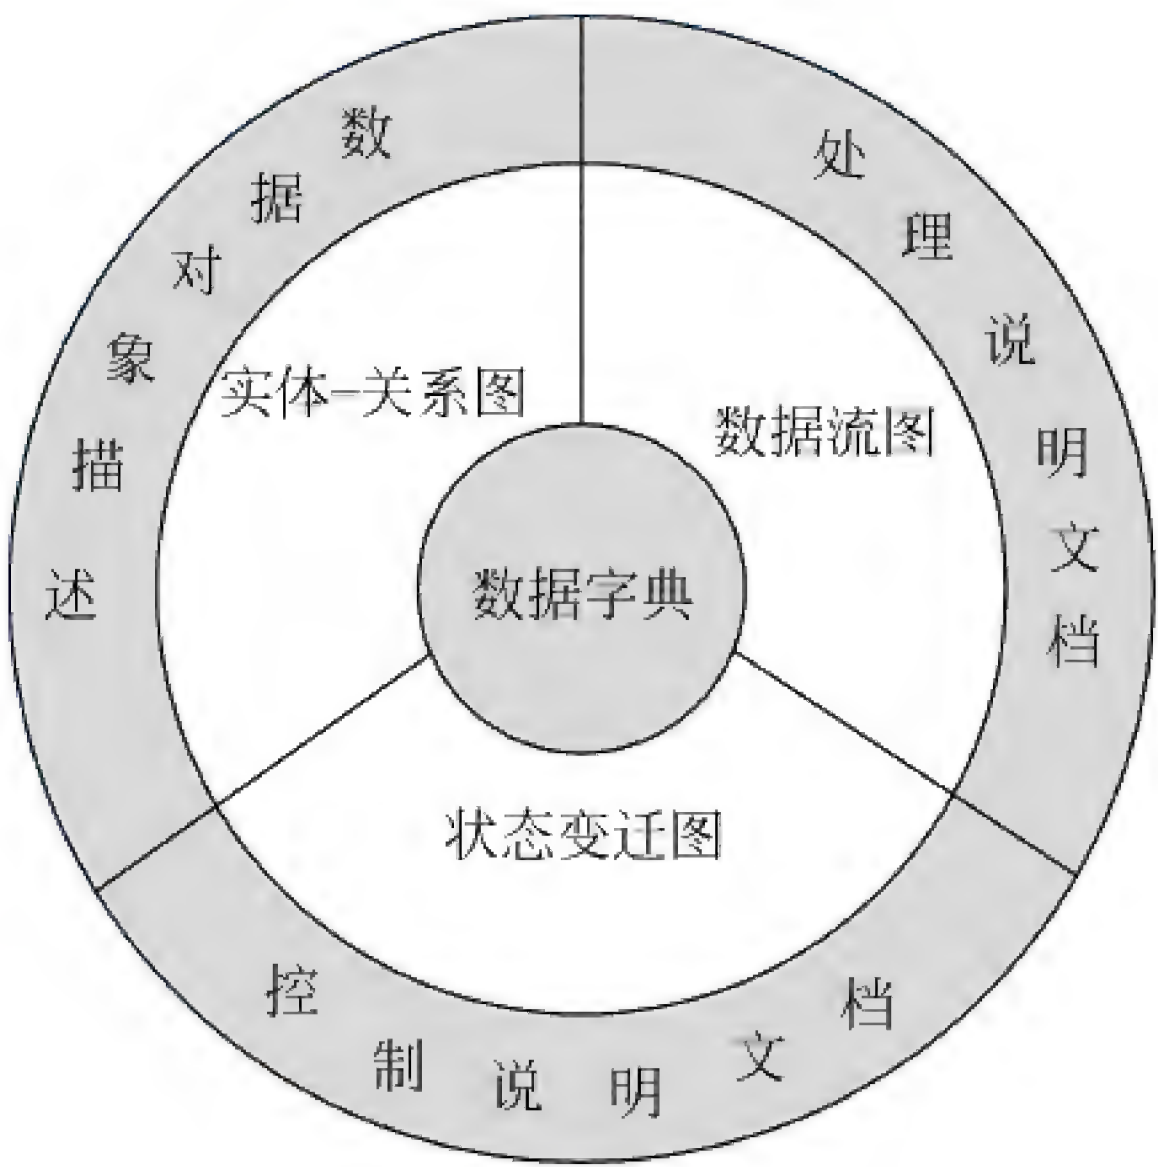 数据对象描述
处理说明文档
实体-关系图
数据流图
数据字典
状态变迁图
控制说明文档